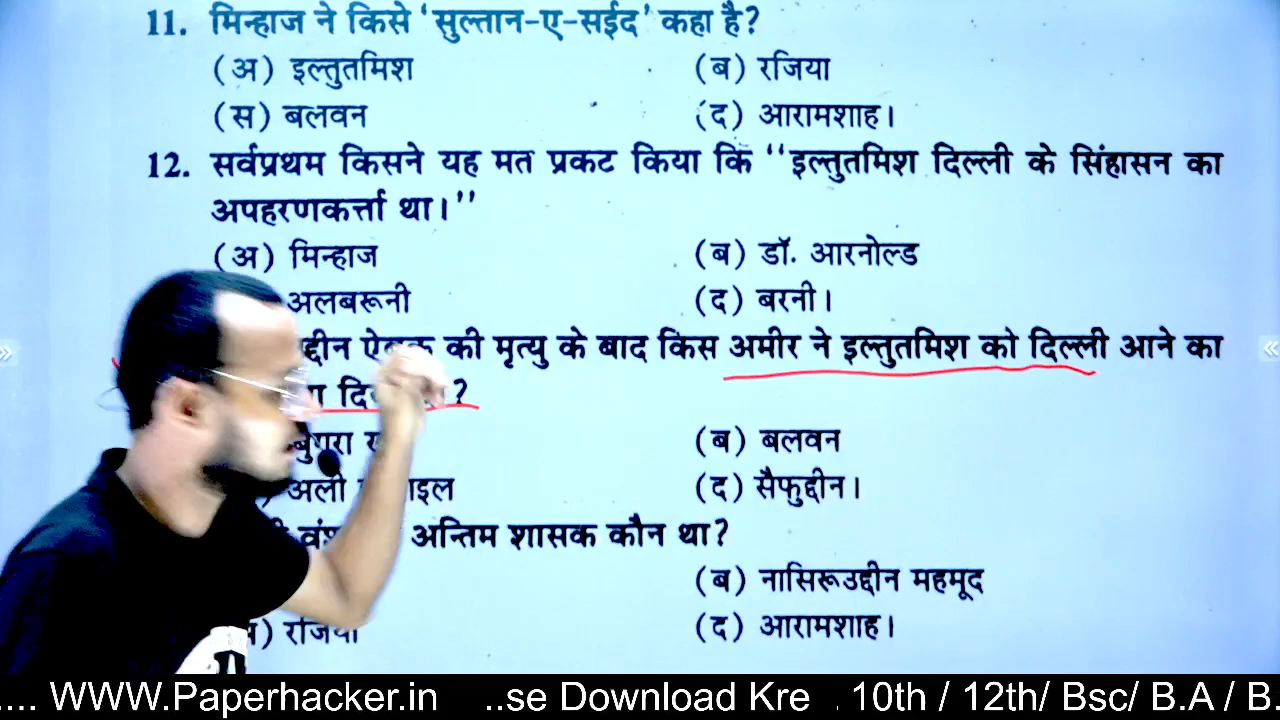 11. मिन्हाज ने किसे 'सुल्तान-ए-सईद' कहा है?
(अ) इल्तुतमिश (ब) रजिया
(स) बलवन (द) आरामशाह।
12. सर्वप्रथम किसने यह मत प्रकट किया कि "इल्तुतमिश दिल्ली के सिंहासन का
अपहरणकर्त्ता था।"
(अ) मिन्हाज (ब) डॉ. आरनोल्ड
अलबरूनी (द) बरनी।
की मृत्यु के बाद किस अमीर ने इल्तुतमिश को दिल्ली आने का
?
(ब) बलवन
अली (द) सैफुद्दीन।
अन्तिम शासक कौन था?
(ब) नासिरूउद्दीन महमूद
रजिया (द) आरामशाह।
.... WWW.Paperhacker.in ..se Download Kre . 10th / 12th/ Bsc/ B.A / B.